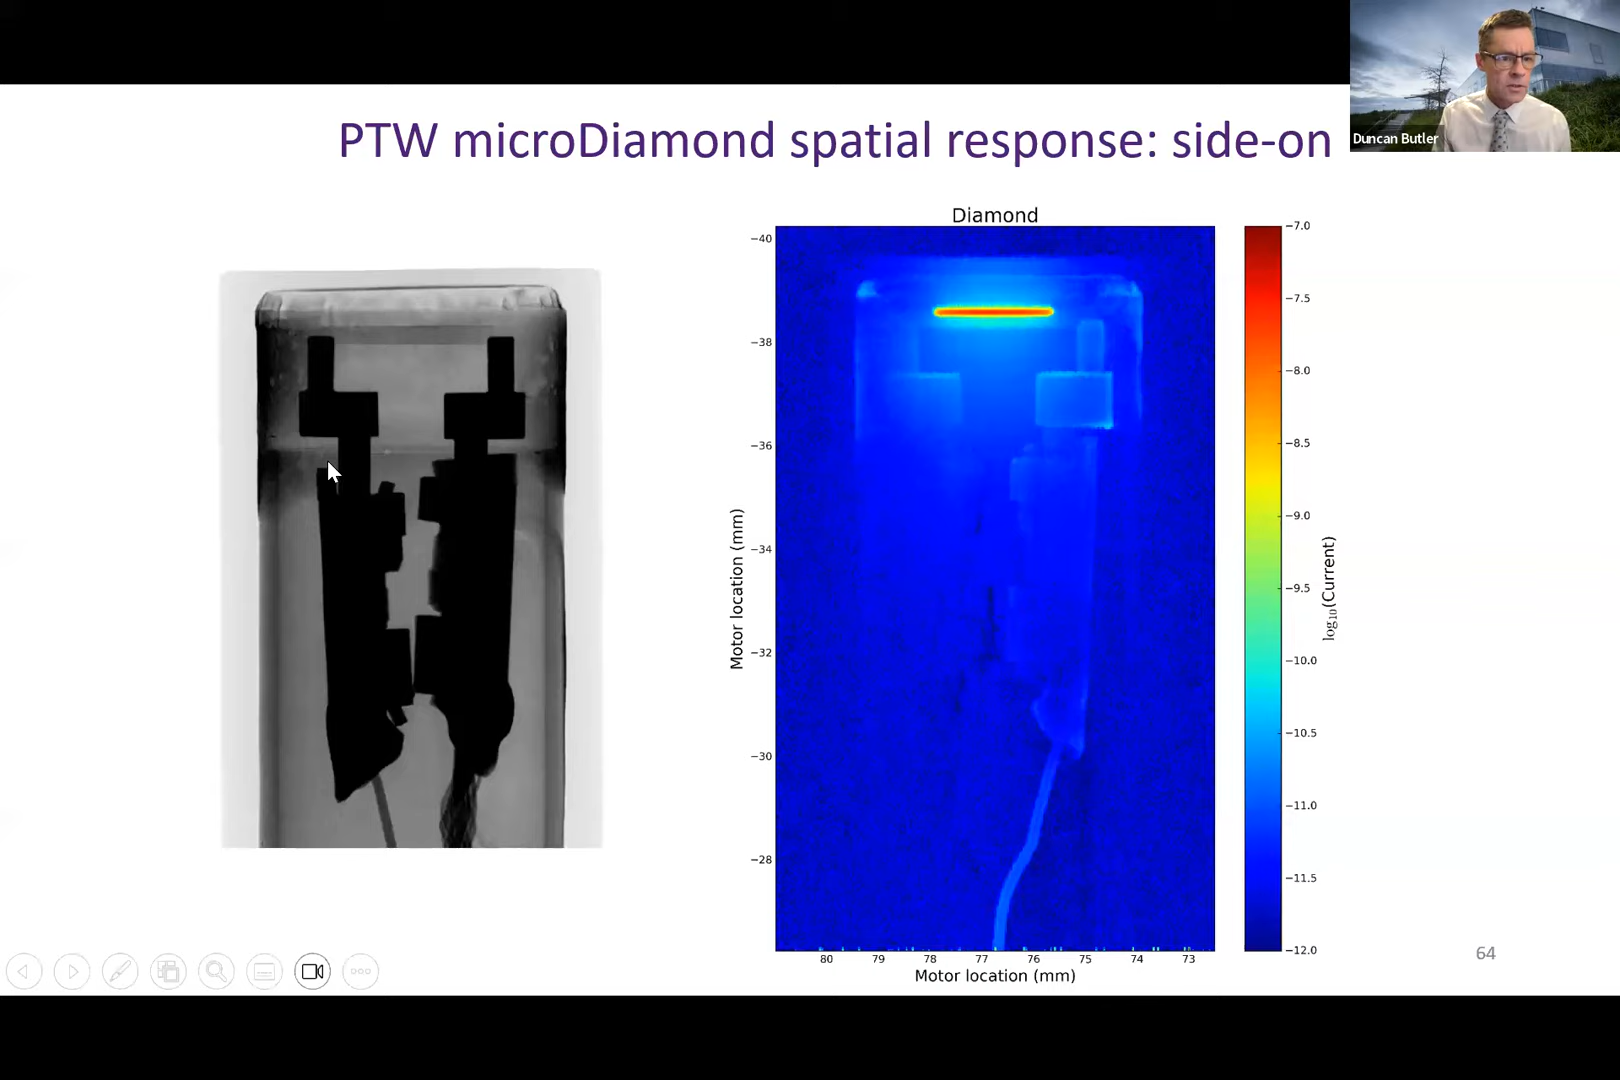 PTW microDiamond spatial response: side-on
Duncan Butler
Diamond
−40
−38
−36
−34
−32
−30
−28
Motor location (mm)
80 79 78 77 76 75 74 73
Motor location (mm)
−7.0
−7.5
−8.0
−8.5
−9.0
−9.5
−10.0
−10.5
−11.0
−11.5
−12.0
log10(Current)
64